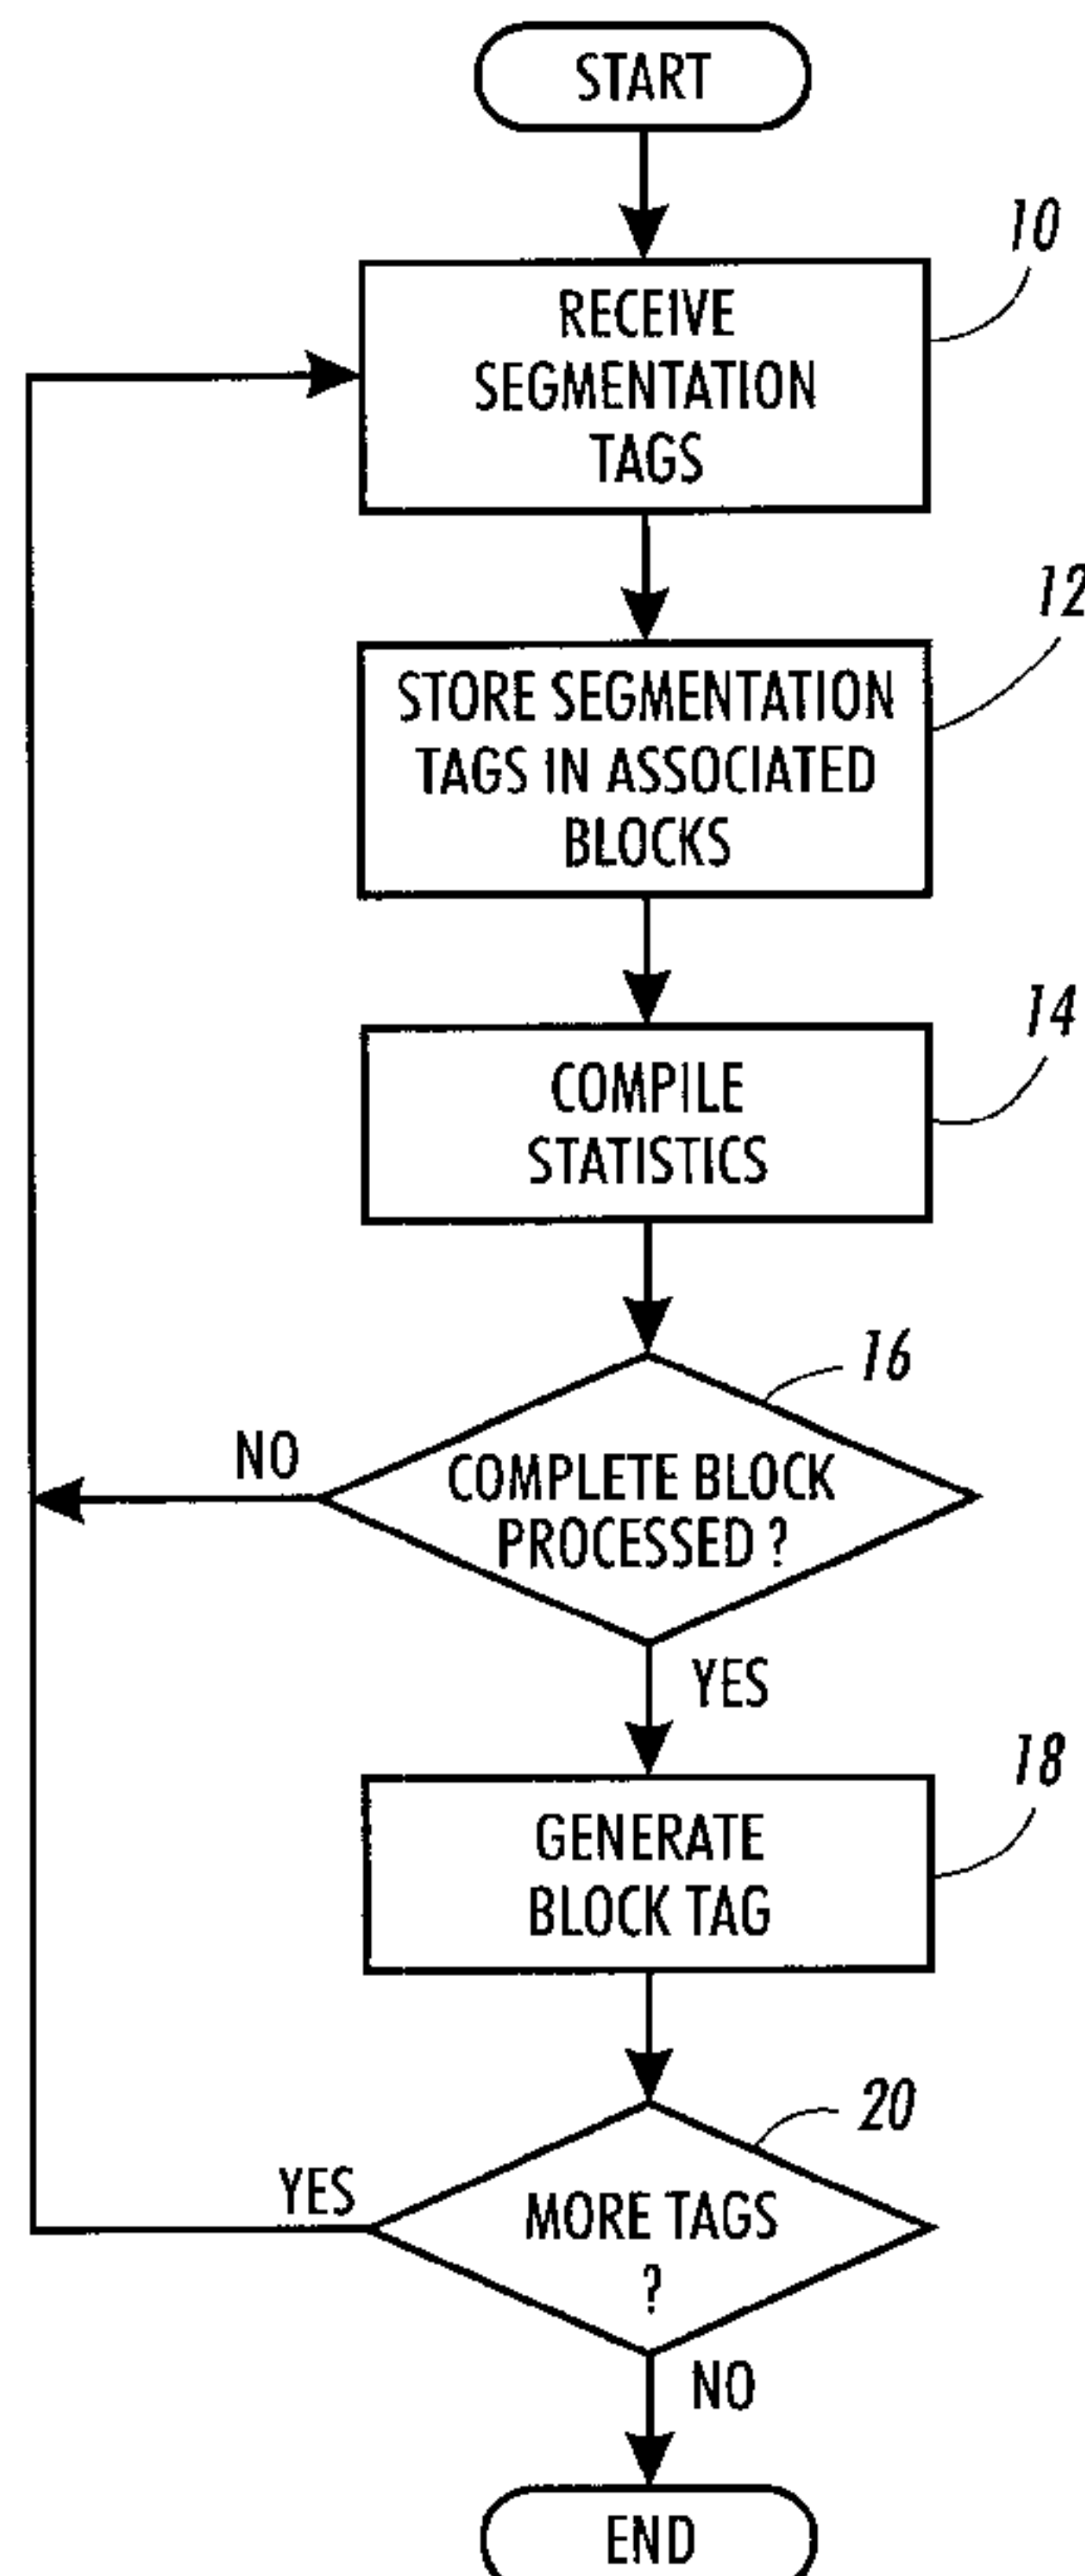 START
10
RECEIVE
SEGMENTATION
TAGS
12
STORE SEGMENTATION
TAGS IN ASSOCIATED
BLOCKS
14
COMPILE
STATISTICS
16
NO
COMPLETE BLOCK
PROCESSED ?
YES
18
GENERATE
BLOCK TAG
20
YES
MORE TAGS
?
NO
END